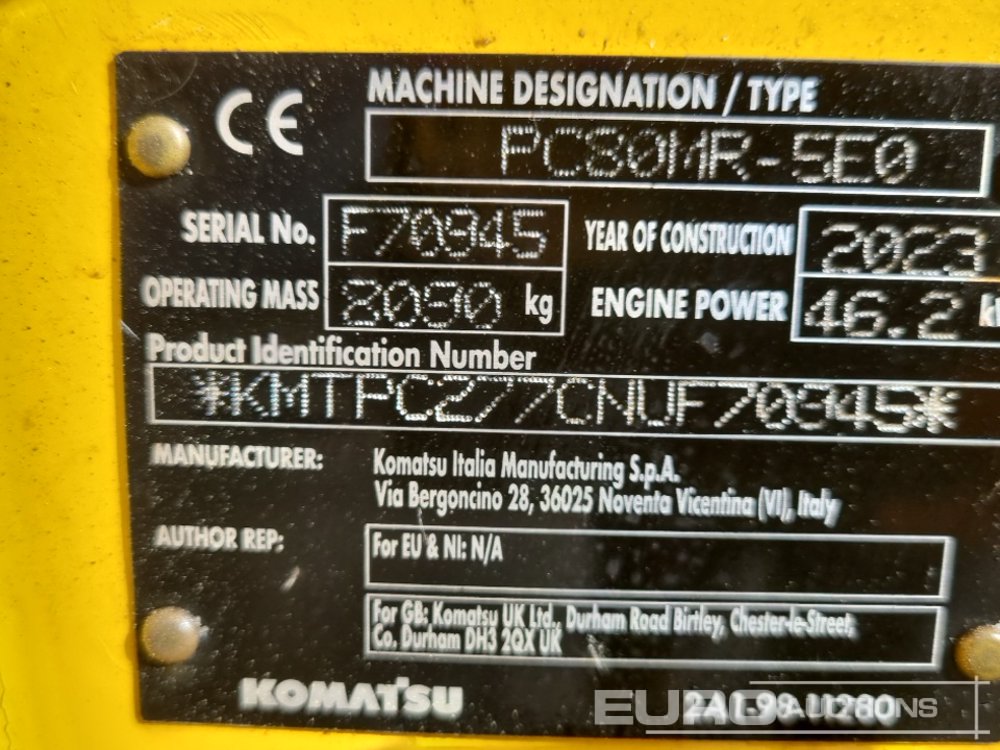 CE MACHINE DESIGNATION / TYPE
PC80MR-5E0
SERIAL No. F70345 YEAR OF CONSTRUCTION 2023
OPERATING MASS kg ENGINE POWER 46.2
Product Identification Number
*KMTPC277CNUF70345*
MANUFACTURER: Komatsu Italia Manufacturing S.p.A.
Via Bergoncino 28, 36025 Noventa Vicentina (VI), Italy
AUTHOR REP: For EU & NI: N/A
For GB: Komatsu UK Ltd., Durham Road Birtley, Chester-le-Street,
Co. Durham DH3 2QX UK
KOMATSU
EURO AUCTIONS